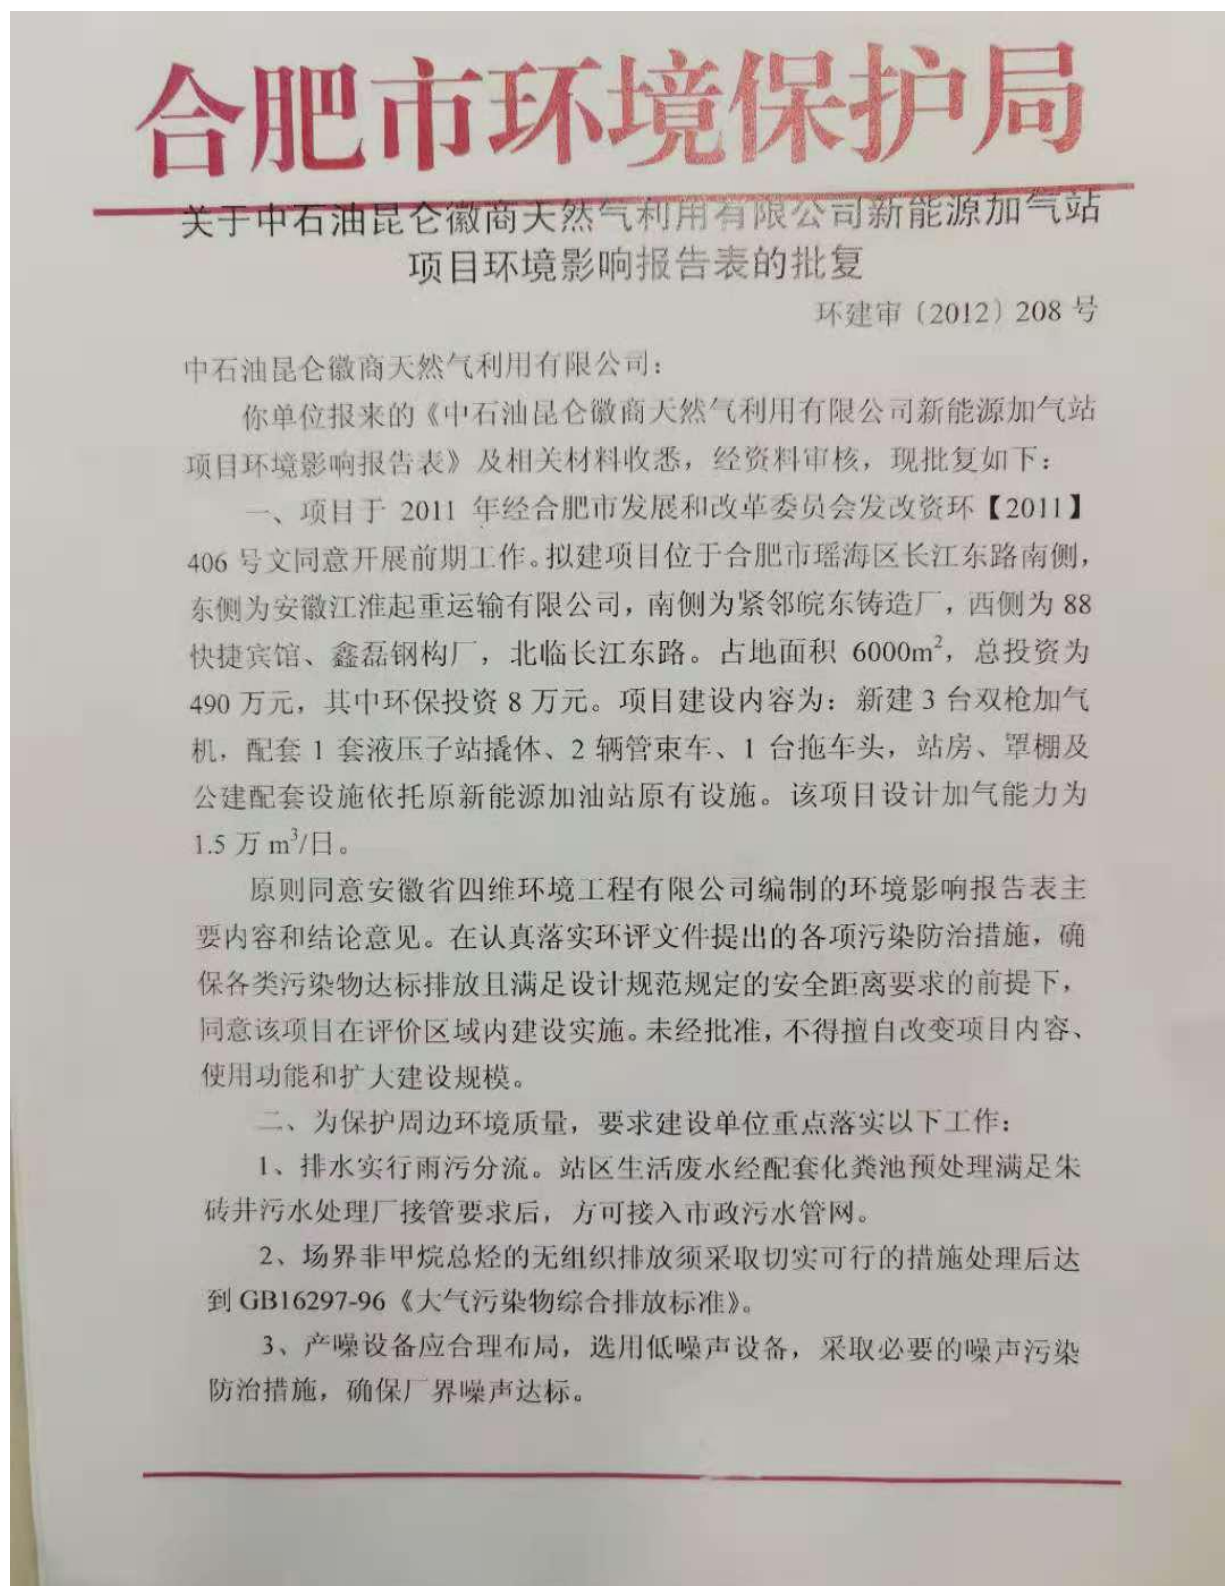 合肥市环境保护局
关于中石油昆仑徽商天然气利用有限公司新能源加气站
项目环境影响报告表的批复
环建审〔2012〕208 号
中石油昆仑徽商天然气利用有限公司：
你单位报来的《中石油昆仑徽商天然气利用有限公司新能源加气站
项目环境影响报告表》及相关材料收悉，经资料审核，现批复如下：
一、项目于 2011 年经合肥市发展和改革委员会发改资环【2011】
406 号文同意开展前期工作。拟建项目位于合肥市瑶海区长江东路南侧，
东侧为安徽江淮起重运输有限公司，南侧为紧邻皖东铸造厂，西侧为 88
快捷宾馆、鑫磊钢构厂，北临长江东路。占地面积 6000m²，总投资为
490 万元，其中环保投资 8 万元。项目建设内容为：新建 3 台双枪加气
机，配套 1 套液压子站撬体、2 辆管束车、1 台拖车头，站房、罩棚及
公建配套设施依托原新能源加油站原有设施。该项目设计加气能力为
1.5 万 m³/日。
原则同意安徽省四维环境工程有限公司编制的环境影响报告表主
要内容和结论意见。在认真落实环评文件提出的各项污染防治措施，确
保各类污染物达标排放且满足设计规范规定的安全距离要求的前提下，
同意该项目在评价区域内建设实施。未经批准，不得擅自改变项目内容、
使用功能和扩大建设规模。
二、为保护周边环境质量，要求建设单位重点落实以下工作：
1、排水实行雨污分流。站区生活废水经配套化粪池预处理满足朱
砖井污水处理厂接管要求后，方可接入市政污水管网。
2、场界非甲烷总烃的无组织排放须采取切实可行的措施处理后达
到 GB16297-96《大气污染物综合排放标准》。
3、产噪设备应合理布局，选用低噪声设备，采取必要的噪声污染
防治措施，确保厂界噪声达标。